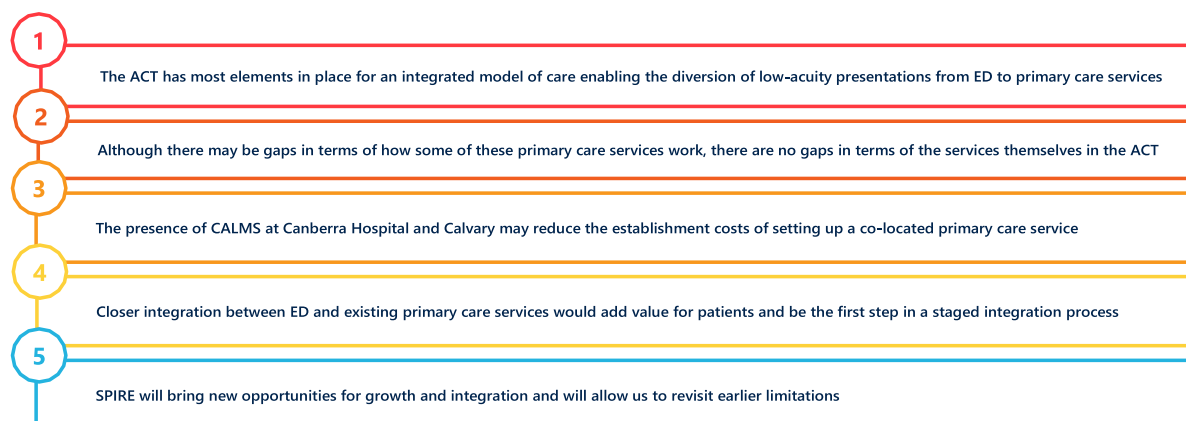 1
The ACT has most elements in place for an integrated model of care enabling the diversion of low-acuity presentations from ED to primary care services
2
Although there may be gaps in terms of how some of these primary care services work, there are no gaps in terms of the services themselves in the ACT
3
The presence of CALMS at Canberra Hospital and Calvary may reduce the establishment costs of setting up a co-located primary care service
4
Closer integration between ED and existing primary care services would add value for patients and be the first step in a staged integration process
5
SPIRE will bring new opportunities for growth and integration and will allow us to revisit earlier limitations